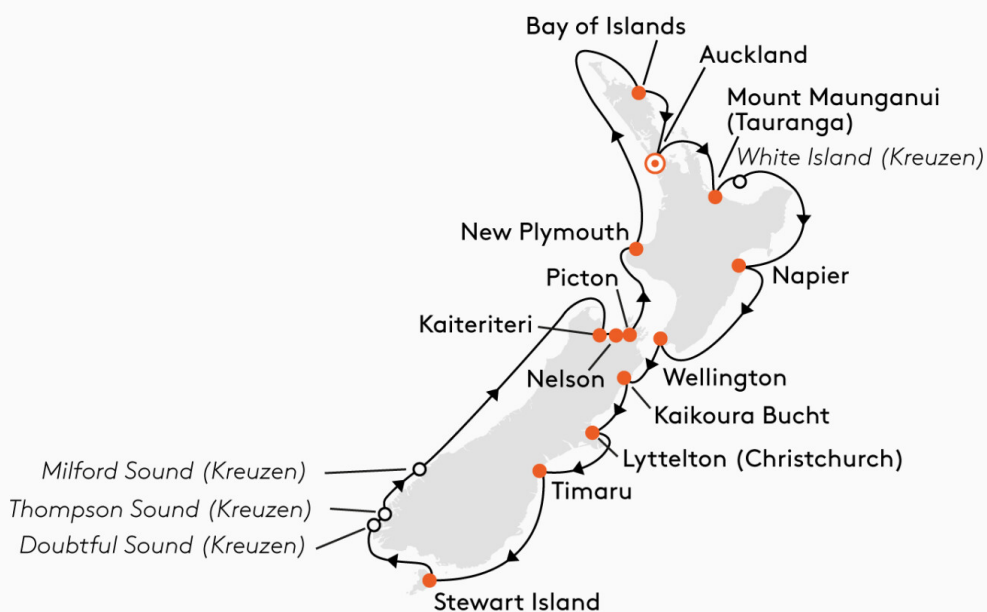 Bay of Islands
Auckland
Mount Maunganui
(Tauranga)
White Island (Kreuzen)
New Plymouth
Picton
Napier
Kaiteriteri
Nelson
Wellington
Kaikoura Bucht
Lyttelton (Christchurch)
Milford Sound (Kreuzen)
Timaru
Thompson Sound (Kreuzen)
Doubtful Sound (Kreuzen)
Stewart Island